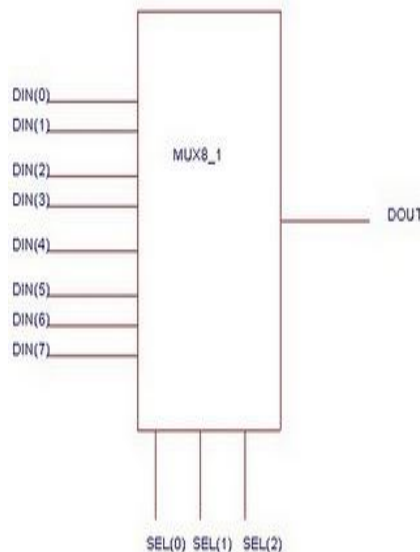 DIN(0)
DIN(1)
MUX8_1
DIN(2)
DIN(3)
DOUT
DIN(4)
DIN(5)
DIN(6)
DIN(7)
SEL(0) SEL(1) SEL(2)